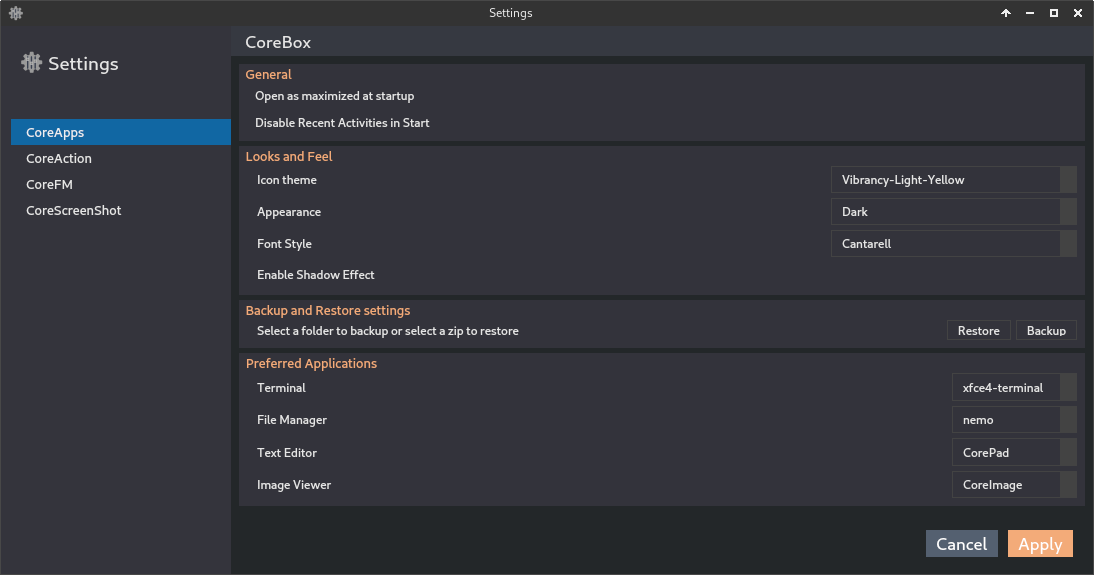 Settings
Settings
CoreApps
CoreAction
CoreFM
CoreScreenShot
CoreBox
General
Open as maximized at startup
Disable Recent Activities in Start
Looks and Feel
Icon theme Vibrancy-Light-Yellow
Appearance Dark
Font Style Cantarell
Enable Shadow Effect
Backup and Restore settings
Select a folder to backup or select a zip to restore Restore Backup
Preferred Applications
Terminal xfce4-terminal
File Manager nemo
Text Editor CorePad
Image Viewer CoreImage
Cancel Apply